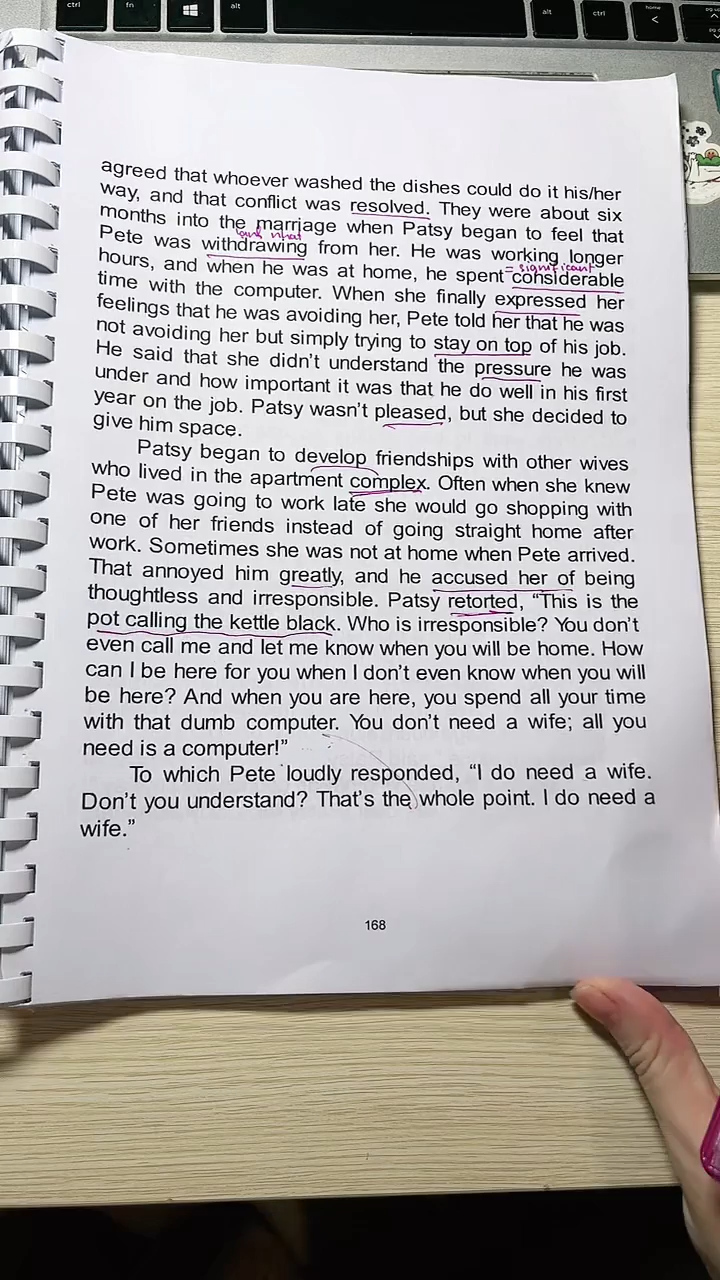 ctrl fn alt alt ctrl home
agreed that whoever washed the dishes could do it his/her
way, and that conflict was resolved. They were about six
months into the marriage when Patsy began to feel that
Pete was withdrawing from her. He was working longer
= significant
hours, and when he was at home, he spent considerable
time with the computer. When she finally expressed her
feelings that he was avoiding her, Pete told her that he was
not avoiding her but simply trying to stay on top of his job.
He said that she didn't understand the pressure he was
under and how important it was that he do well in his first
year on the job. Patsy wasn't pleased, but she decided to
give him space.
Patsy began to develop friendships with other wives
who lived in the apartment complex. Often when she knew
Pete was going to work late she would go shopping with
one of her friends instead of going straight home after
work. Sometimes she was not at home when Pete arrived.
That annoyed him greatly, and he accused her of being
thoughtless and irresponsible. Patsy retorted, “This is the
pot calling the kettle black. Who is irresponsible? You don't
even call me and let me know when you will be home. How
can I be here for you when I don't even know when you will
be here? And when you are here, you spend all your time
with that dumb computer. You don't need a wife; all you
need is a computer!”
To which Pete loudly responded, “I do need a wife.
Don't you understand? That's the whole point. I do need a
wife.”
168